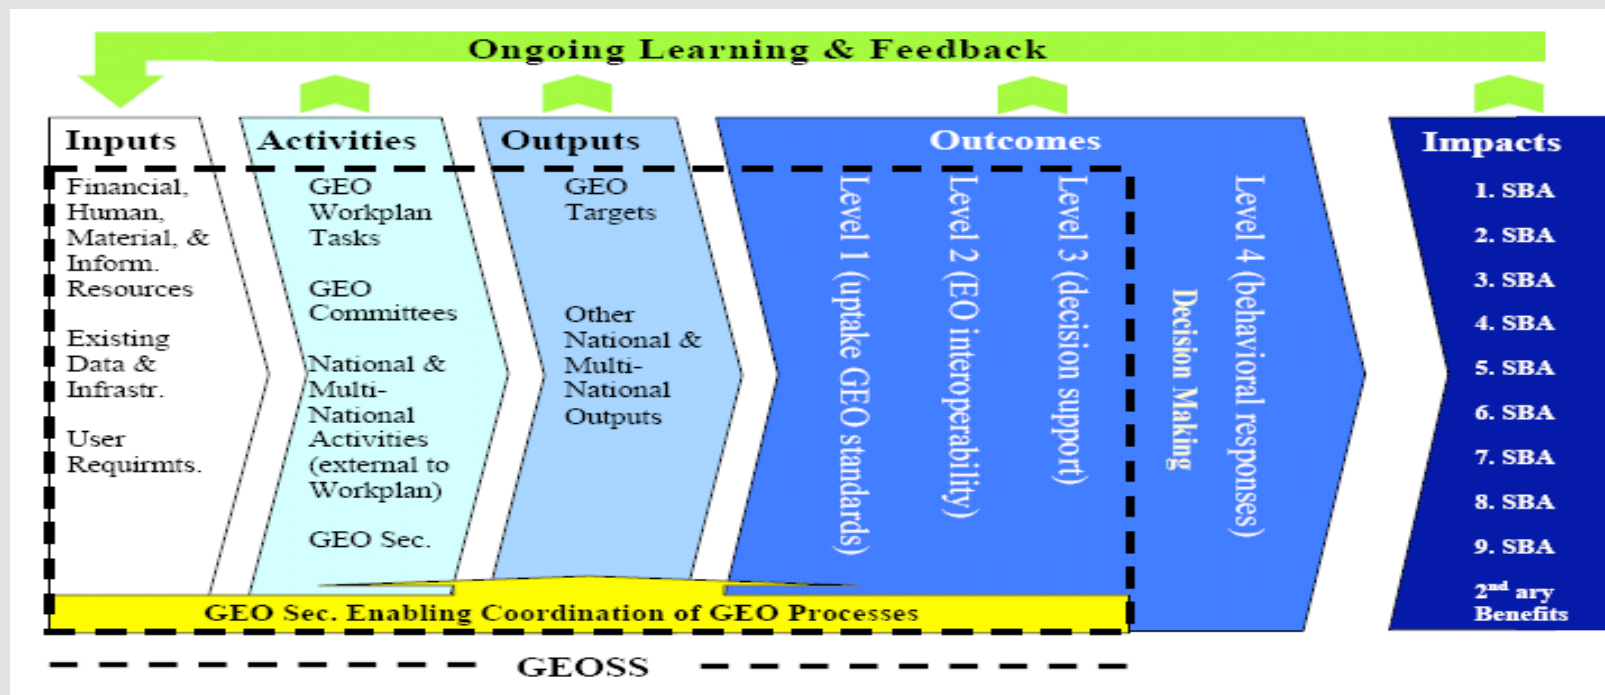 Ongoing Learning & Feedback
Inputs
Financial,
Human,
Material, &
Inform.
Resources
Existing
Data &
Infrastr.
User
Requirmts.
Activities
GEO
Workplan
Tasks
GEO
Committees
National &
Multi-
National
Activities
(external to
Workplan)
GEO Sec.
Outputs
GEO
Targets
Other
National &
Multi-
National
Outputs
Outcomes
Level 1 (uptake GEO standards)
Level 2 (EO interoperability)
Level 3 (decision support)
Decision Making
Level 4 (behavioral responses)
Impacts
1. SBA
2. SBA
3. SBA
4. SBA
5. SBA
6. SBA
7. SBA
8. SBA
9. SBA
2nd ary
Benefits
GEO Sec. Enabling Coordination of GEO Processes
GEOSS